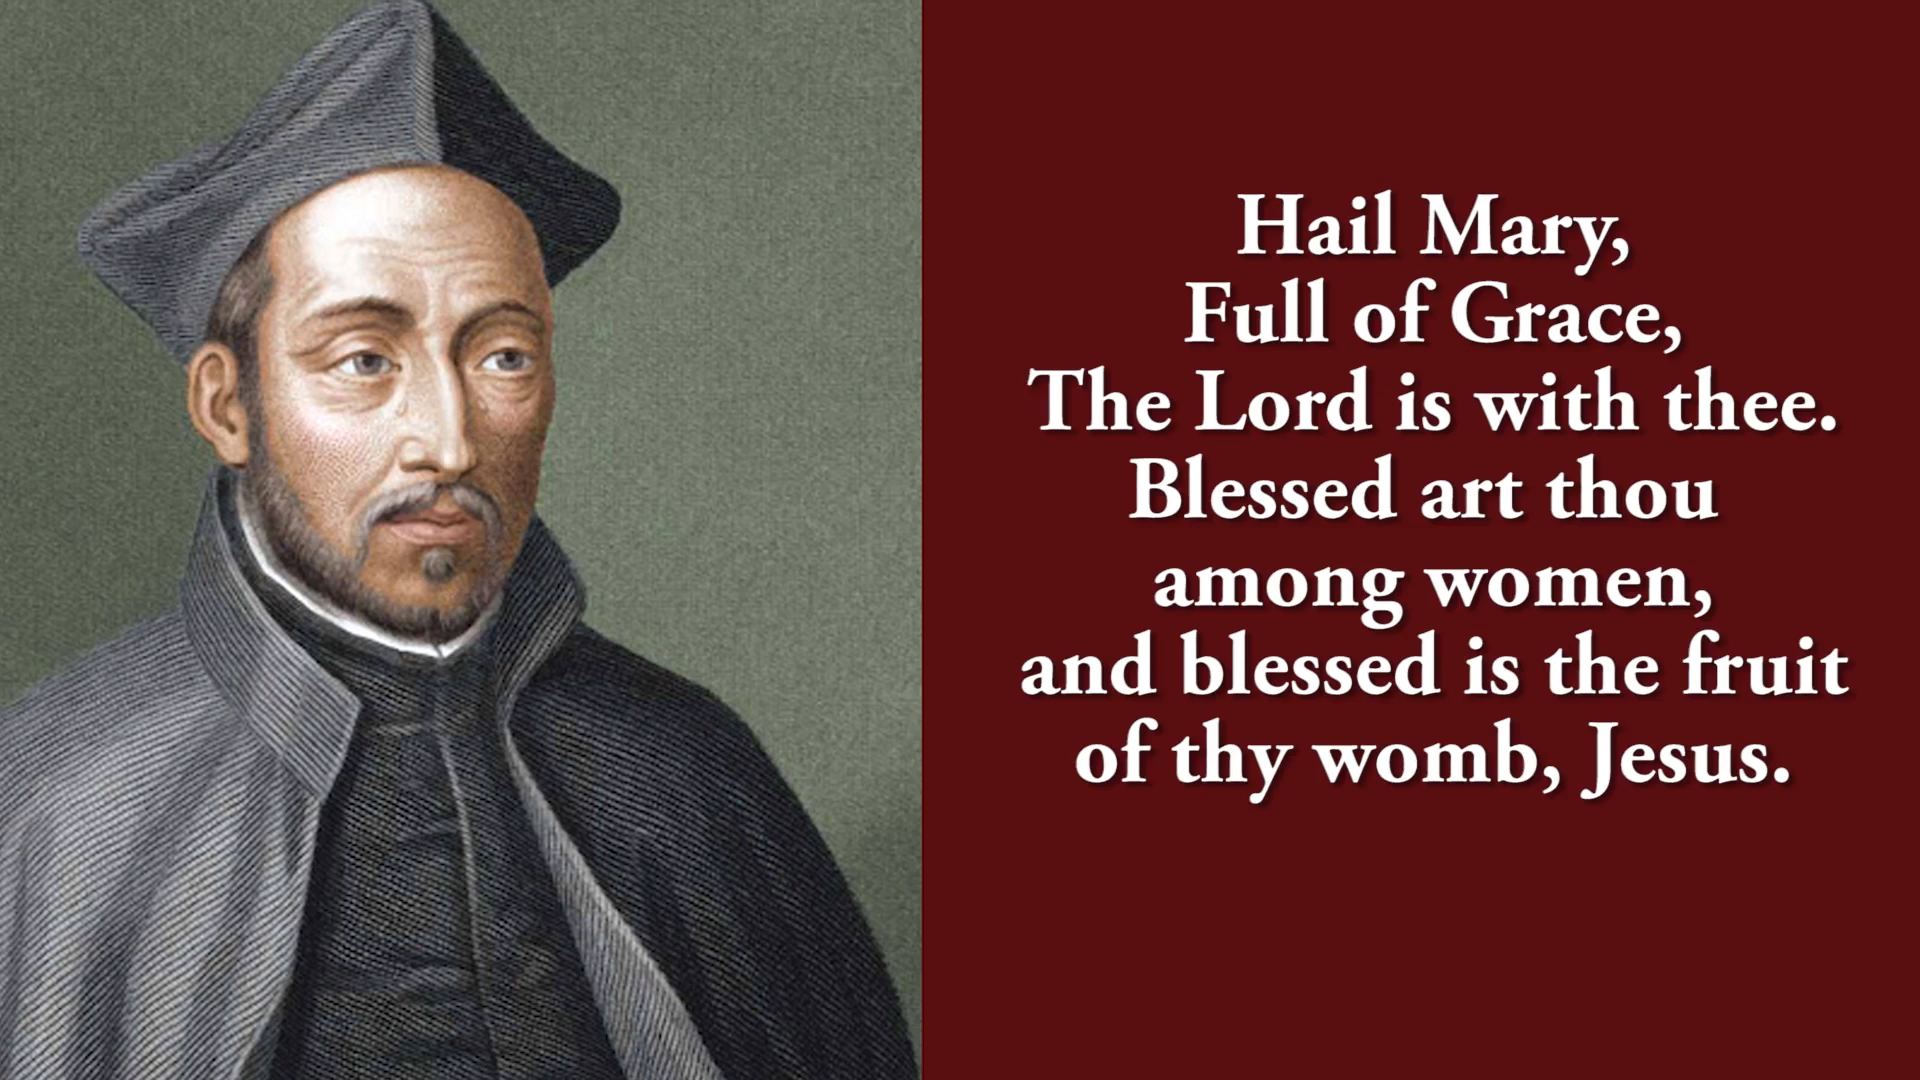 Hail Mary,
Full of Grace,
The Lord is with thee.
Blessed art thou
among women,
and blessed is the fruit
of thy womb, Jesus.